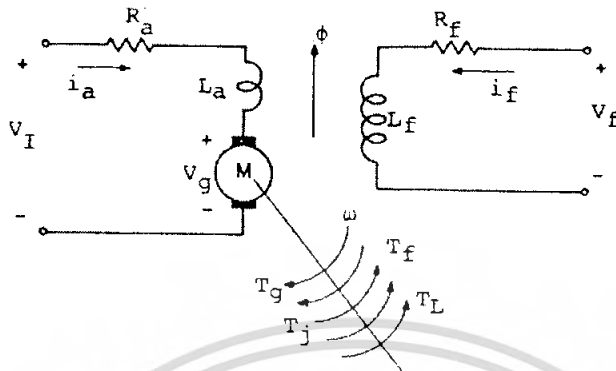 R_a
φ
R_f
+
i_a
L_a
i_f
+
V_I
L_f
V_f
+
V_g
M
-
-
-
ω
T_g
T_f
T_j
T_L